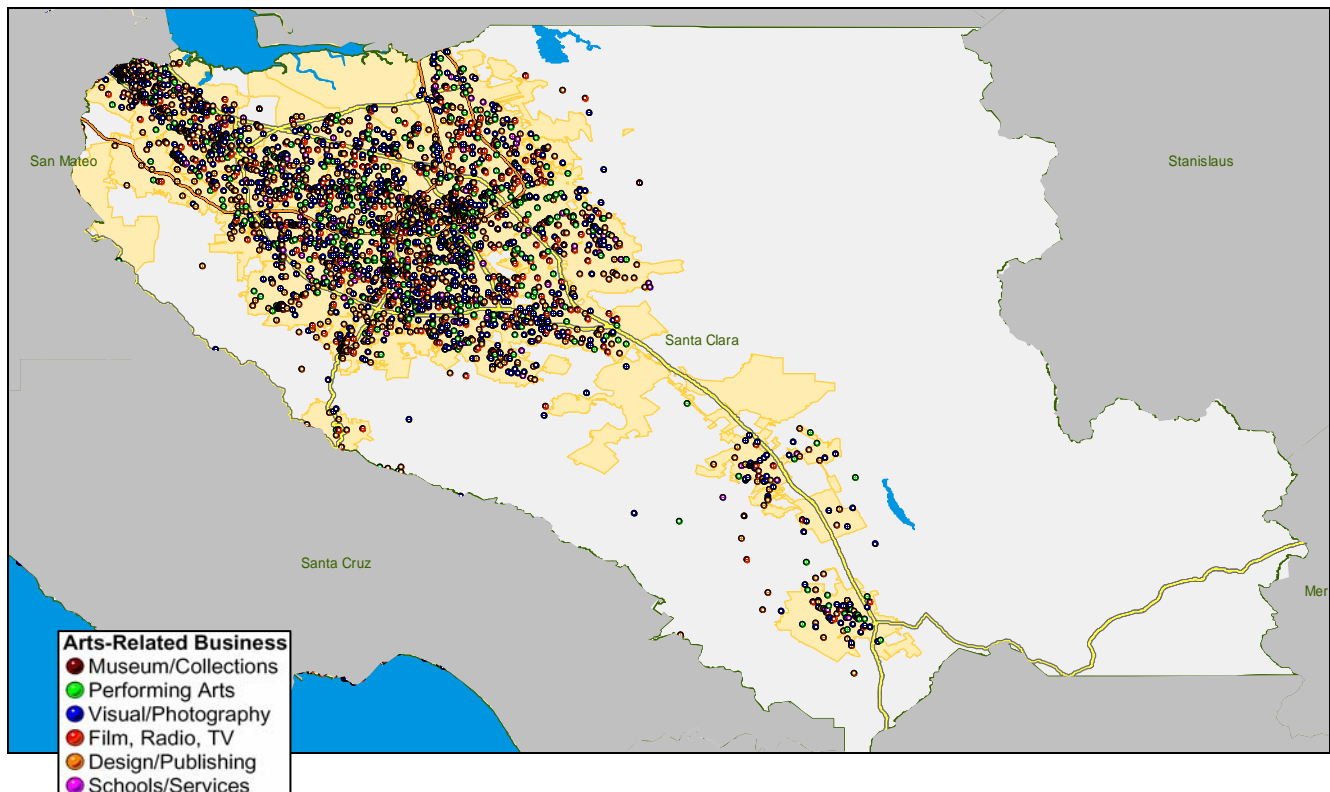 San Mateo
Stanislaus
Santa Clara
Santa Cruz
Mer
Arts-Related Business
Museum/Collections
Performing Arts
Visual/Photography
Film, Radio, TV
Design/Publishing
Schools/Services